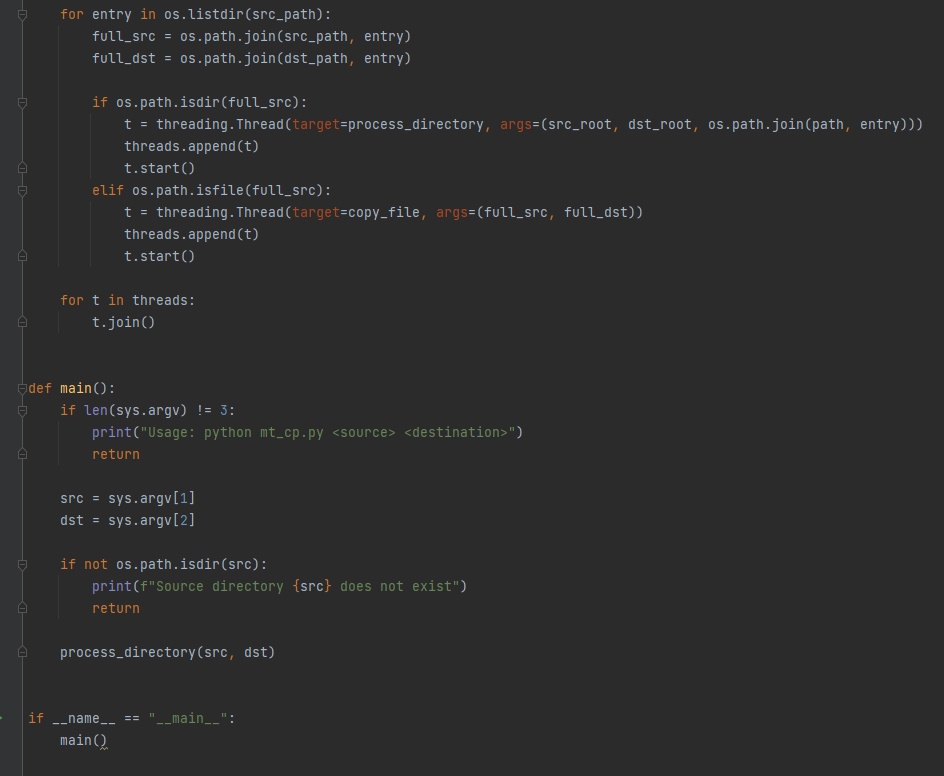 for entry in os.listdir(src_path):
        full_src = os.path.join(src_path, entry)
        full_dst = os.path.join(dst_path, entry)

        if os.path.isdir(full_src):
            t = threading.Thread(target=process_directory, args=(src_root, dst_root, os.path.join(path, entry)))
            threads.append(t)
            t.start()
        elif os.path.isfile(full_src):
            t = threading.Thread(target=copy_file, args=(full_src, full_dst))
            threads.append(t)
            t.start()

    for t in threads:
        t.join()


def main():
    if len(sys.argv) != 3:
        print("Usage: python mt_cp.py <source> <destination>")
        return

    src = sys.argv[1]
    dst = sys.argv[2]

    if not os.path.isdir(src):
        print(f"Source directory {src} does not exist")
        return

    process_directory(src, dst)


if __name__ == "__main__":
    main()